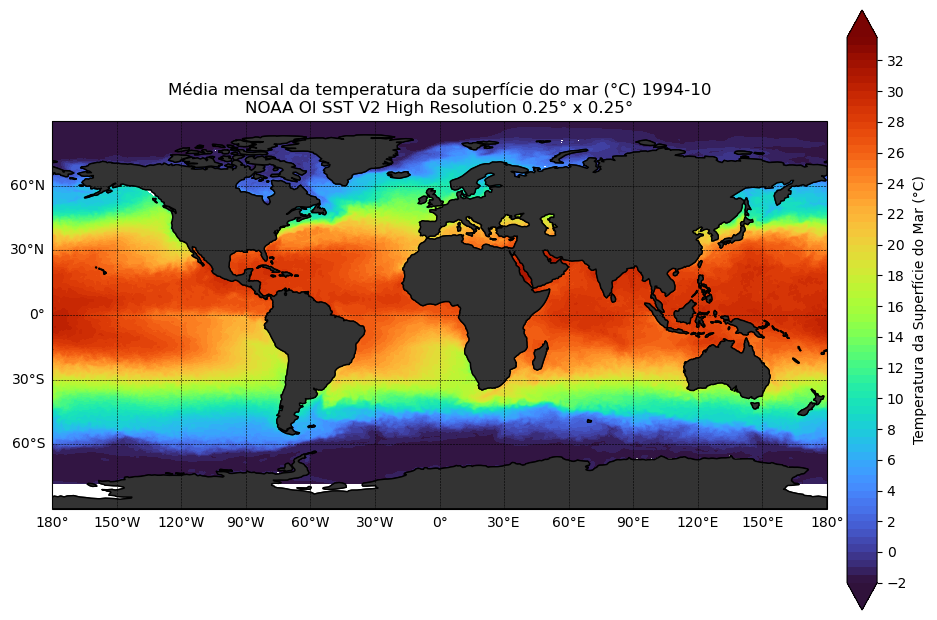 Média mensal da temperatura da superfície do mar (°C) 1994-10
NOAA OI SST V2 High Resolution 0.25° x 0.25°
60°N
30°N
0°
30°S
60°S
180° 150°W 120°W 90°W 60°W 30°W 0° 30°E 60°E 90°E 120°E 150°E 180°
32
30
28
26
24
22
20
18
16
14
12
10
8
6
4
2
0
−2
Temperatura da Superfície do Mar (°C)